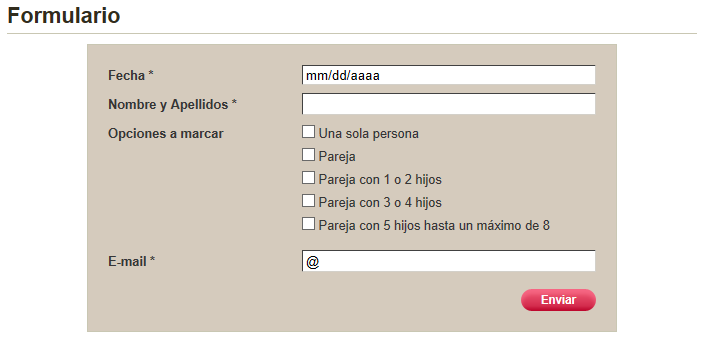 Formulario
Fecha * mm/dd/aaaa
Nombre y Apellidos *
Opciones a marcar Una sola persona
Pareja
Pareja con 1 o 2 hijos
Pareja con 3 o 4 hijos
Pareja con 5 hijos hasta un máximo de 8
E-mail * @
Enviar